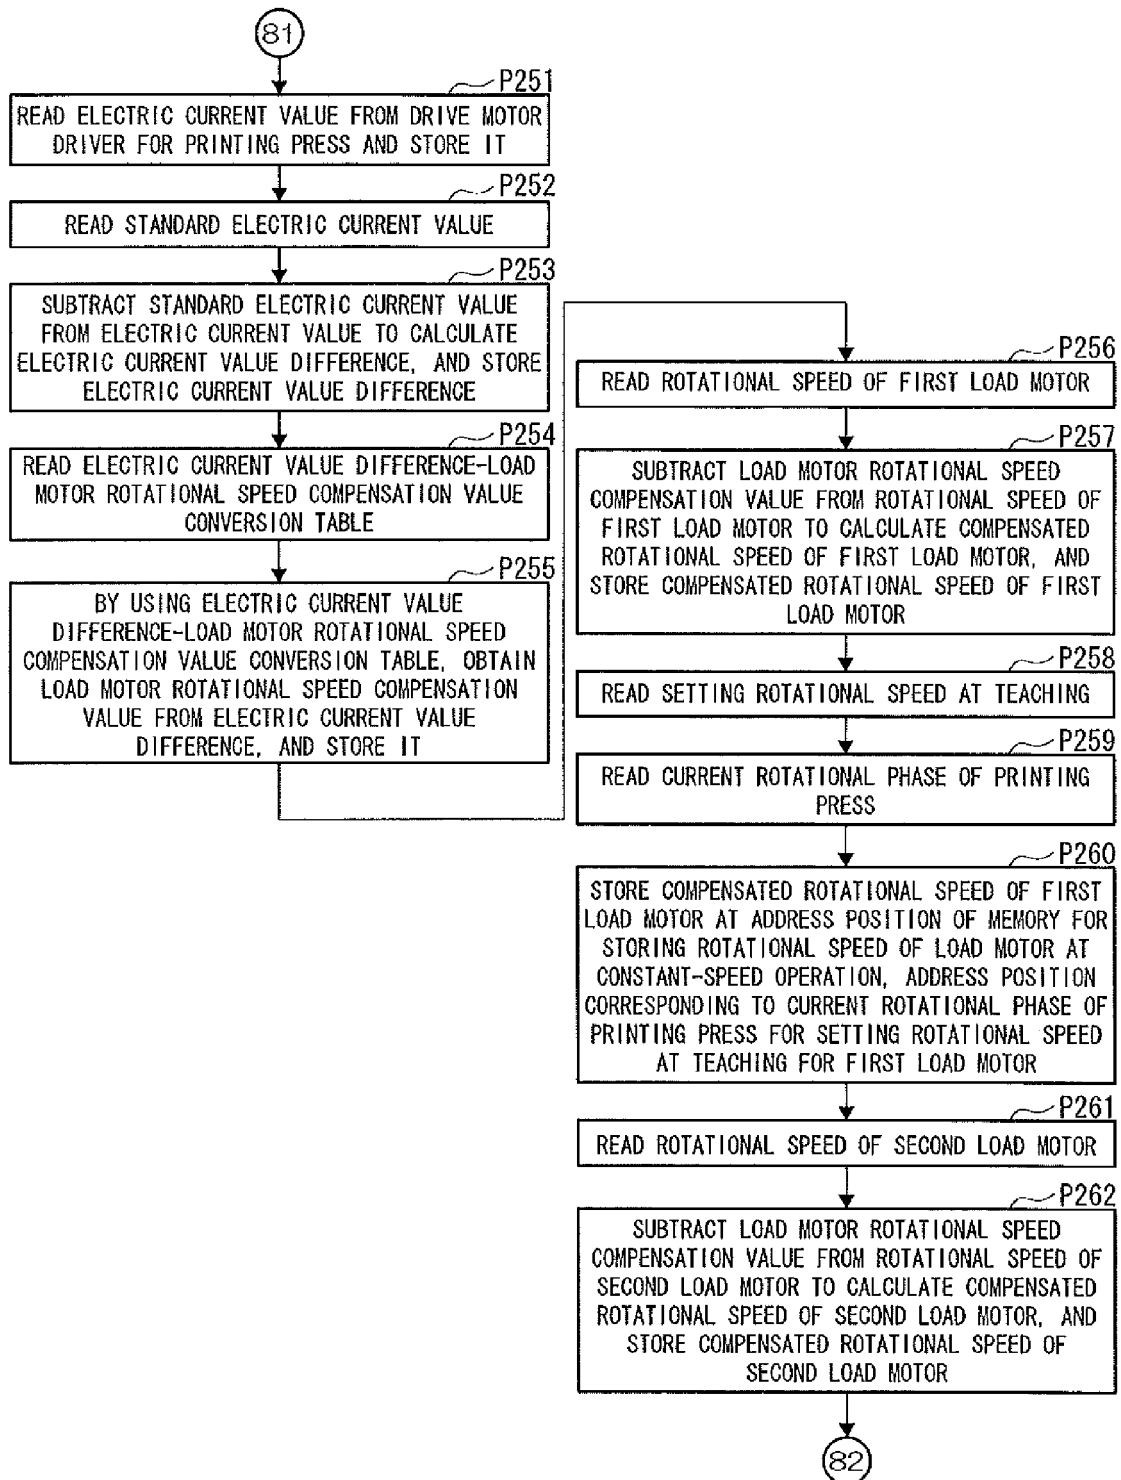 81
P251
READ ELECTRIC CURRENT VALUE FROM DRIVE MOTOR
DRIVER FOR PRINTING PRESS AND STORE IT
P252
READ STANDARD ELECTRIC CURRENT VALUE
P253
SUBTRACT STANDARD ELECTRIC CURRENT VALUE
FROM ELECTRIC CURRENT VALUE TO CALCULATE
ELECTRIC CURRENT VALUE DIFFERENCE, AND STORE
ELECTRIC CURRENT VALUE DIFFERENCE
P254
READ ELECTRIC CURRENT VALUE DIFFERENCE-LOAD
MOTOR ROTATIONAL SPEED COMPENSATION VALUE
CONVERSION TABLE
P255
BY USING ELECTRIC CURRENT VALUE
DIFFERENCE-LOAD MOTOR ROTATIONAL SPEED
COMPENSATION VALUE CONVERSION TABLE, OBTAIN
LOAD MOTOR ROTATIONAL SPEED COMPENSATION
VALUE FROM ELECTRIC CURRENT VALUE
DIFFERENCE, AND STORE IT
P256
READ ROTATIONAL SPEED OF FIRST LOAD MOTOR
P257
SUBTRACT LOAD MOTOR ROTATIONAL SPEED
COMPENSATION VALUE FROM ROTATIONAL SPEED OF
FIRST LOAD MOTOR TO CALCULATE COMPENSATED
ROTATIONAL SPEED OF FIRST LOAD MOTOR, AND
STORE COMPENSATED ROTATIONAL SPEED OF FIRST
LOAD MOTOR
P258
READ SETTING ROTATIONAL SPEED AT TEACHING
P259
READ CURRENT ROTATIONAL PHASE OF PRINTING
PRESS
P260
STORE COMPENSATED ROTATIONAL SPEED OF FIRST
LOAD MOTOR AT ADDRESS POSITION OF MEMORY FOR
STORING ROTATIONAL SPEED OF LOAD MOTOR AT
CONSTANT-SPEED OPERATION, ADDRESS POSITION
CORRESPONDING TO CURRENT ROTATIONAL PHASE OF
PRINTING PRESS FOR SETTING ROTATIONAL SPEED
AT TEACHING FOR FIRST LOAD MOTOR
P261
READ ROTATIONAL SPEED OF SECOND LOAD MOTOR
P262
SUBTRACT LOAD MOTOR ROTATIONAL SPEED
COMPENSATION VALUE FROM ROTATIONAL SPEED OF
SECOND LOAD MOTOR TO CALCULATE COMPENSATED
ROTATIONAL SPEED OF SECOND LOAD MOTOR, AND
STORE COMPENSATED ROTATIONAL SPEED OF
SECOND LOAD MOTOR
82